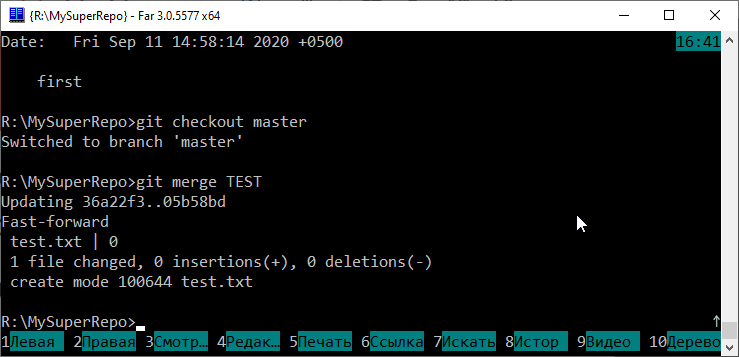 {R:\MySuperRepo} - Far 3.0.5577 x64
Date:   Fri Sep 11 14:58:14 2020 +0500
16:41
    first
R:\MySuperRepo>git checkout master
Switched to branch 'master'
R:\MySuperRepo>git merge TEST
Updating 36a22f3..05b58bd
Fast-forward
 test.txt | 0
 1 file changed, 0 insertions(+), 0 deletions(-)
 create mode 100644 test.txt
R:\MySuperRepo>
1Левая 2Правая 3Смотр… 4Редак… 5Печать 6Ссылка 7Искать 8Истор 9Видео 10Дерево